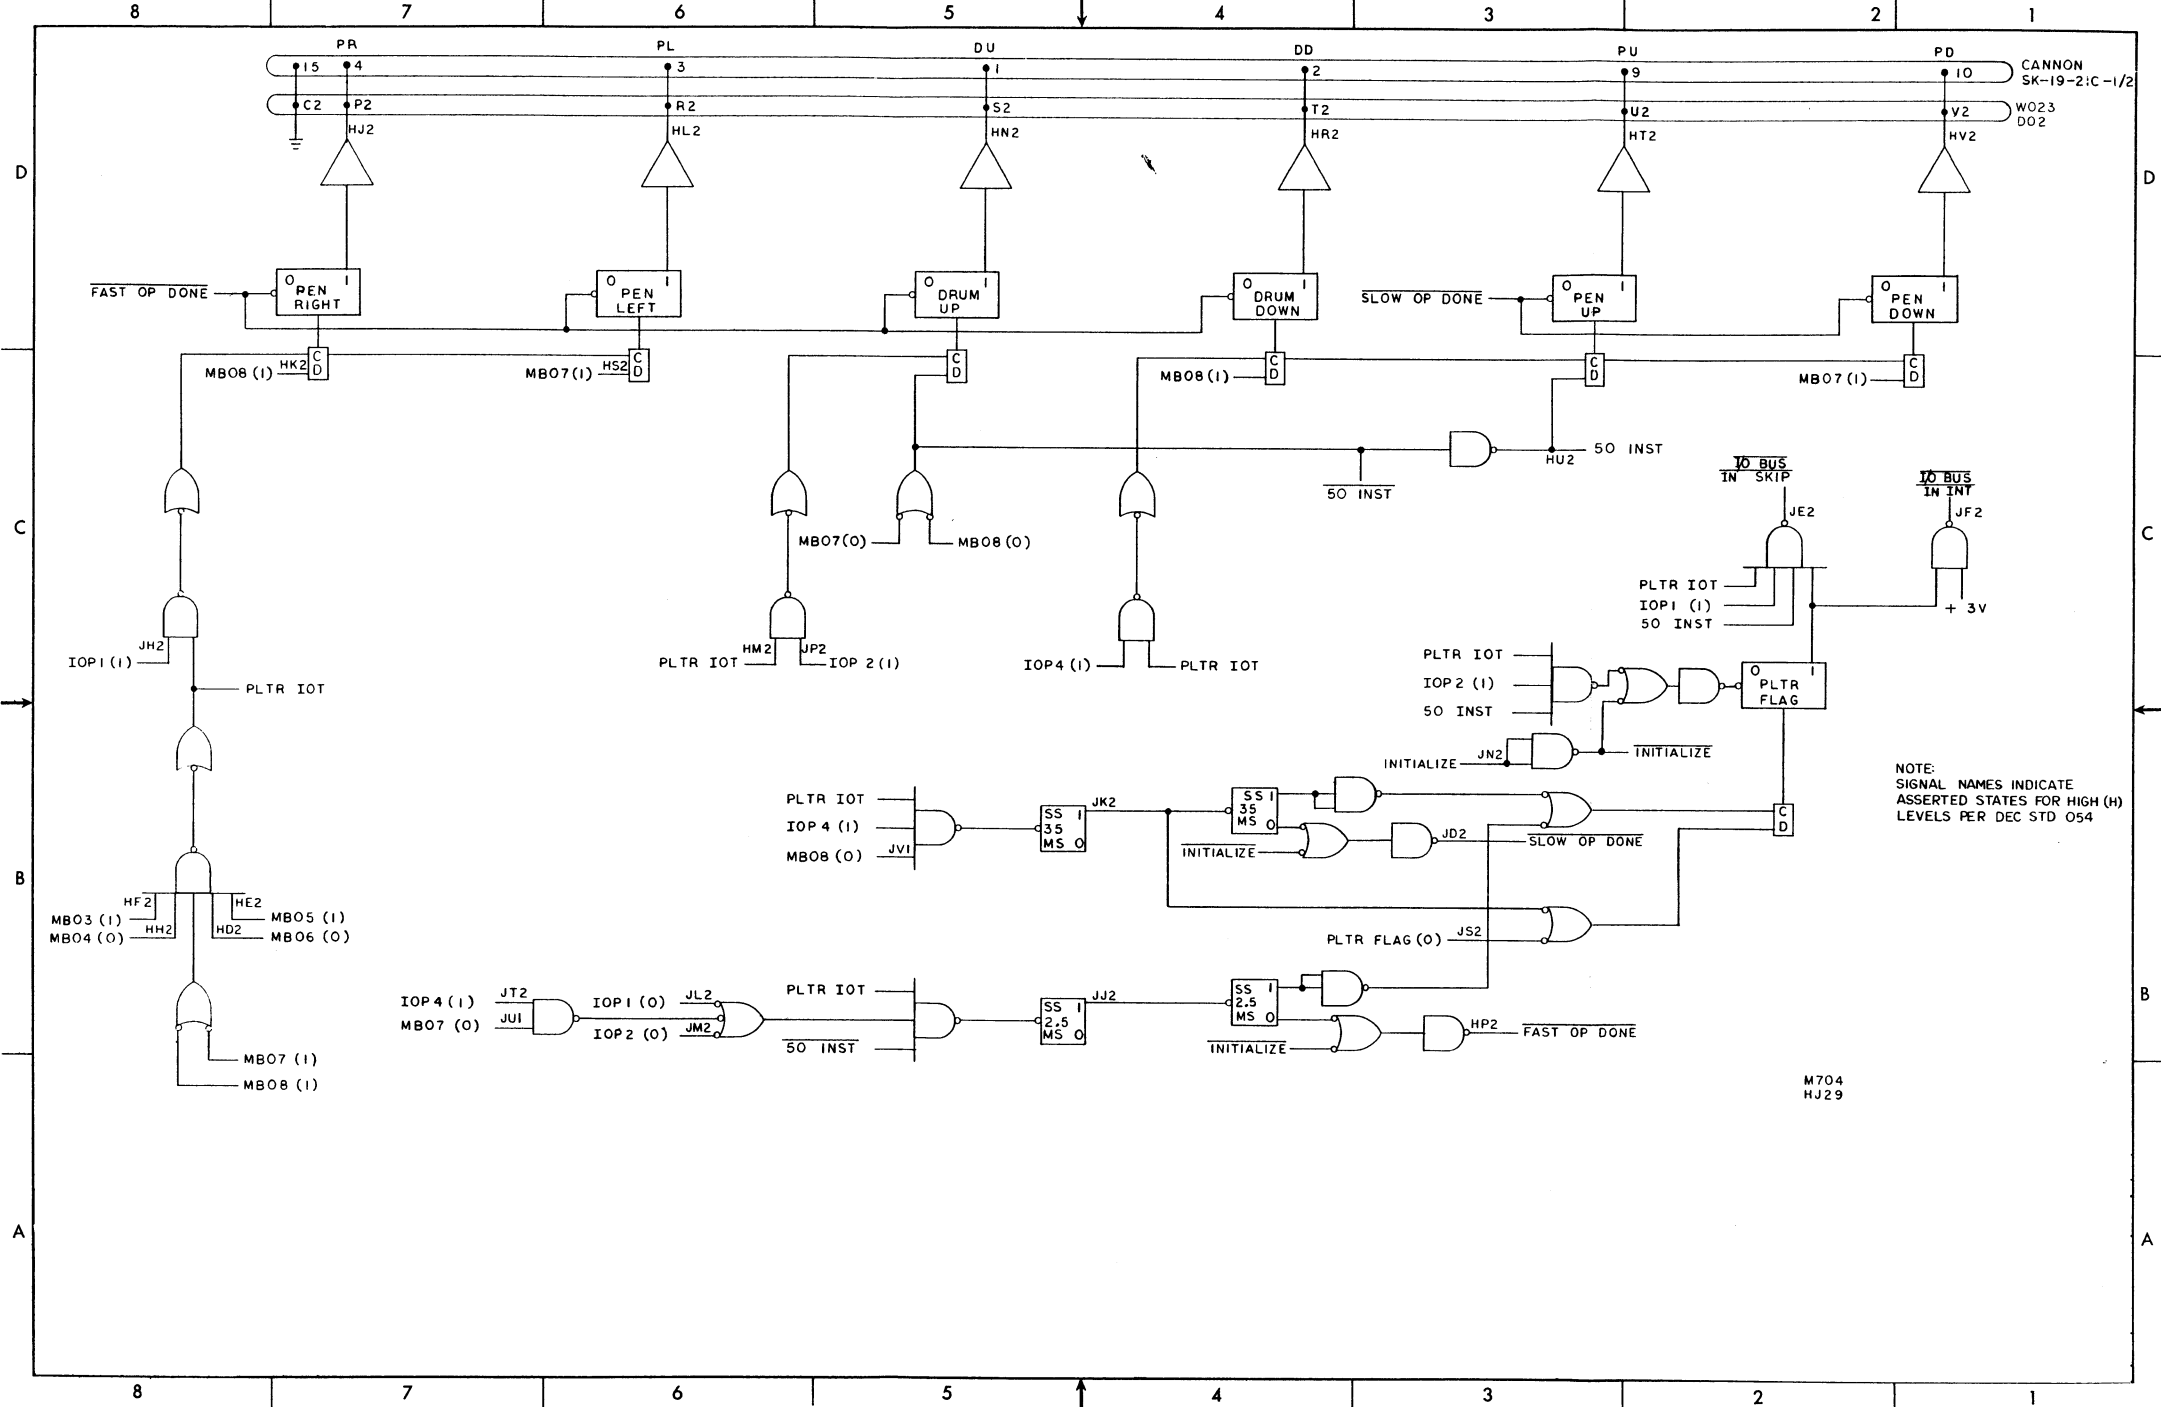 8 7 6 5 4 3 2 1
PR PL DU DD PU PD
15 4 3 1 2 9 10
CANNON
SK-19-21C-1/2
C2 P2 R2 S2 T2 U2 V2
W023
D02
HJ2 HL2 HN2 HR2 HT2 HV2
D D
FAST OP DONE
0 1
PEN
RIGHT
0 1
PEN
LEFT
0 1
DRUM
UP
0 1
DRUM
DOWN
SLOW OP DONE
0 1
PEN
UP
0 1
PEN
DOWN
MB08 (1) HK2 C D
MB07(1) HS2 C D
C D
MB08(1) C D
C D
MB07(1) C D
HU2 50 INST
50 INST
I/O BUS
IN SKIP
I/O BUS
IN INT
JE2 JF2
C C
MB07(0) MB08(0)
PLTR IOT
IOP1 (1)
50 INST
+ 3V
JH2
IOP1(1)
PLTR IOT
HM2 JP2
PLTR IOT IOP 2(1)
IOP4(1) PLTR IOT
PLTR IOT
IOP2 (1)
50 INST
0 1
PLTR
FLAG
JN2
INITIALIZE
INITIALIZE
NOTE:
SIGNAL NAMES INDICATE
ASSERTED STATES FOR HIGH (H)
LEVELS PER DEC STD 054
PLTR IOT
IOP4 (1)
MB08 (0) JV1
SS 1
35
MS 0
JK2
SS 1
35
MS 0
INITIALIZE
JD2
SLOW OP DONE
C
D
B
HF2 HE2
MB03 (1) MB05 (1)
MB04 (0) HH2 HD2 MB06 (0)
PLTR FLAG(0) JS2
IOP4(1) JT2
MB07 (0) JU1
IOP1(0) JL2
IOP2 (0) JM2
PLTR IOT
50 INST
SS 1
2.5
MS 0
JJ2
SS 1
2.5
MS 0
INITIALIZE
HP2
FAST OP DONE
B
MB07 (1)
MB08 (1)
M704
HJ29
A A
8 7 6 5 4 3 2 1